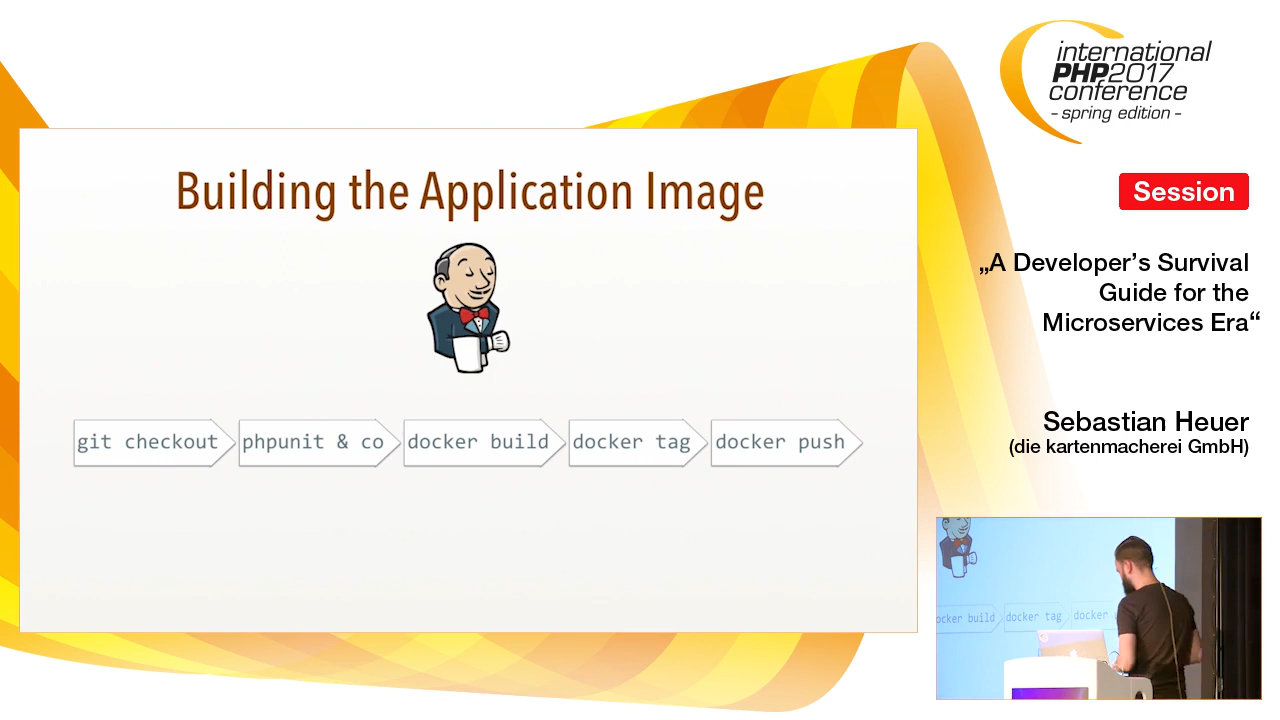 international
PHP2017
conference
- spring edition -
Building the Application Image
Session
„A Developer’s Survival
Guide for the
Microservices Era“
git checkout
phpunit & co
docker build
docker tag
docker push
Sebastian Heuer
(die kartenmacherei GmbH)
ocker build
docker tag
docker